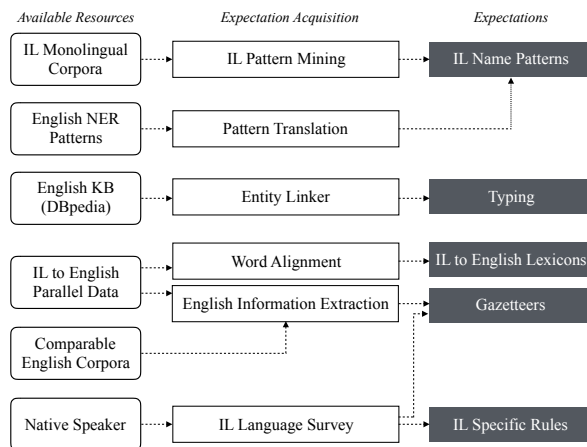 Available Resources
Expectation Acquisition
Expectations
IL Monolingual
Corpora
IL Pattern Mining
IL Name Patterns
English NER
Patterns
Pattern Translation
English KB
(DBpedia)
Entity Linker
Typing
IL to English
Parallel Data
Word Alignment
IL to English Lexicons
English Information Extraction
Gazetteers
Comparable
English Corpora
Native Speaker
IL Language Survey
IL Specific Rules